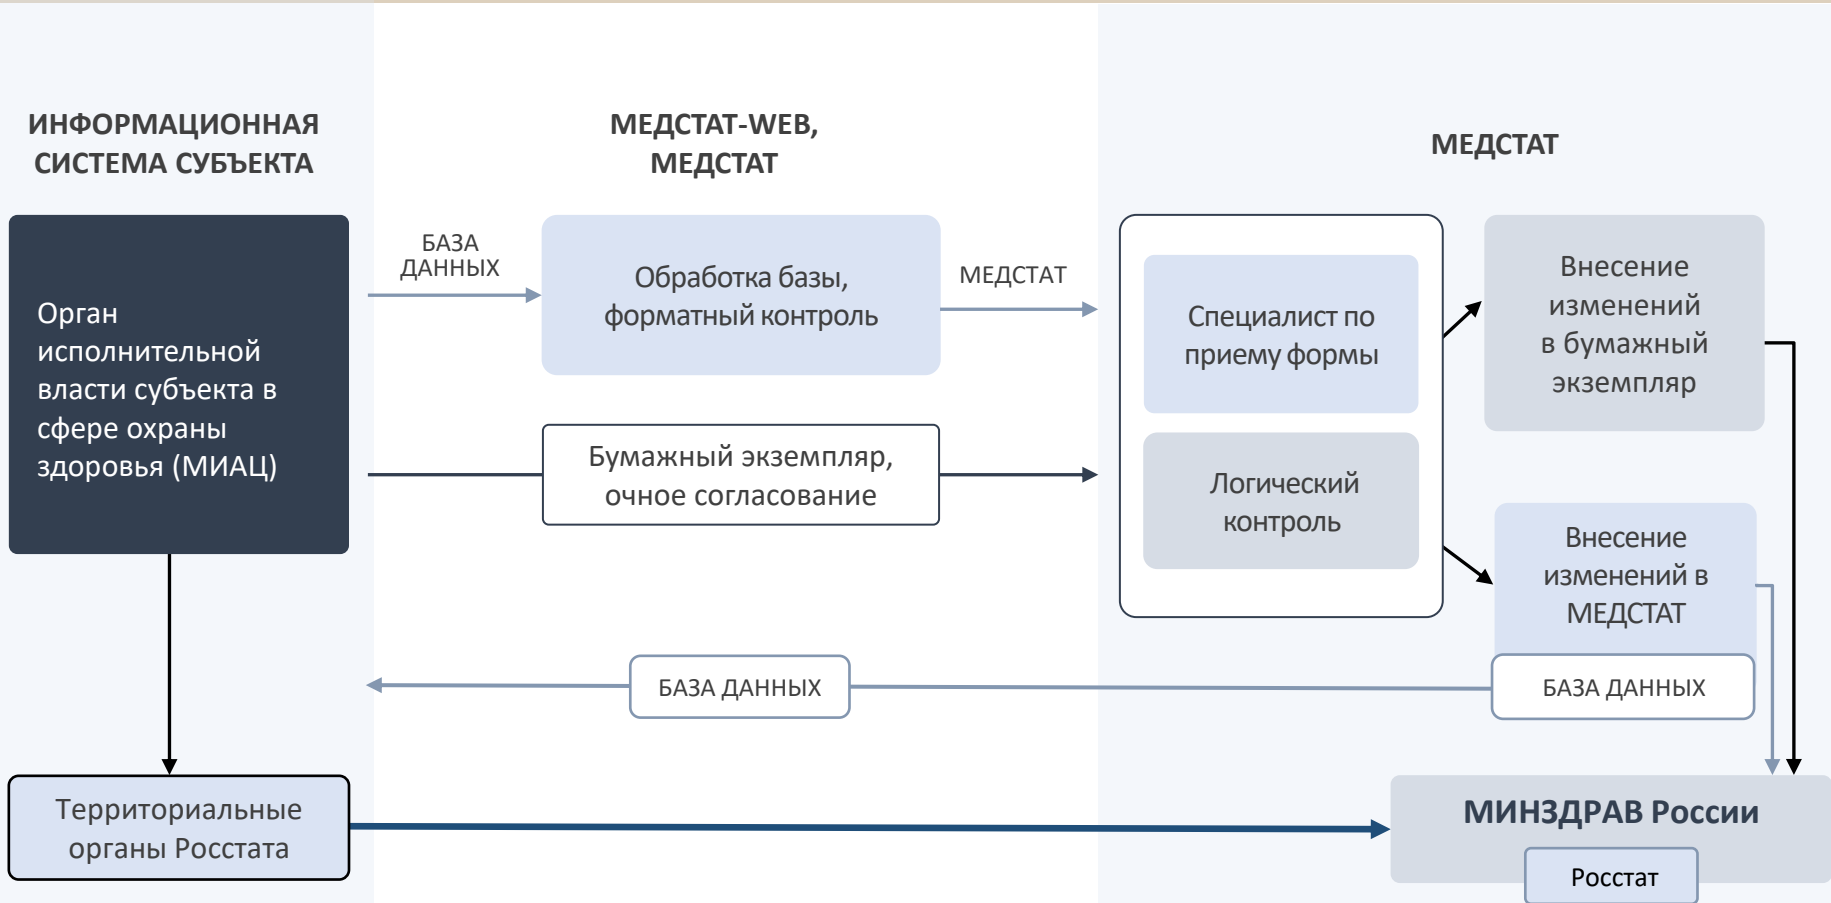 ИНФОРМАЦИОННАЯ
СИСТЕМА СУБЪЕКТА
МЕДСТАТ-WEB,
МЕДСТАТ
МЕДСТАТ
Орган
исполнительной
власти субъекта в
сфере охраны
здоровья (МИАЦ)
БАЗА
ДАННЫХ
Обработка базы,
форматный контроль
МЕДСТАТ
Бумажный экземпляр,
очное согласование
Специалист по
приему формы
Логический
контроль
Внесение
изменений
в бумажный
экземпляр
Внесение
изменений в
МЕДСТАТ
БАЗА ДАННЫХ
БАЗА ДАННЫХ
Территориальные
органы Росстата
МИНЗДРАВ России
Росстат